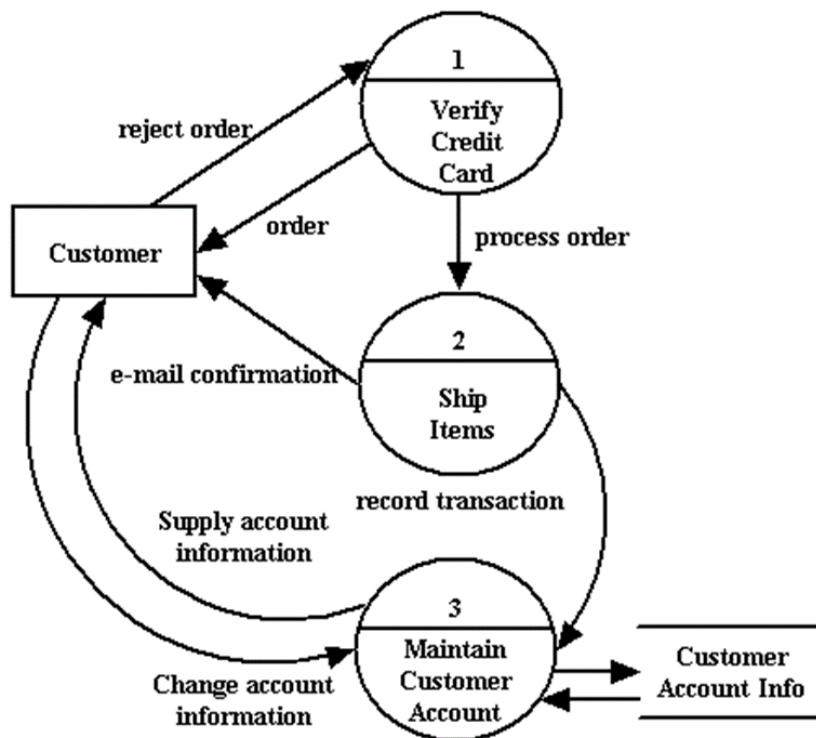 1
Verify
Credit
Card
reject order
order
process order
Customer
2
Ship
Items
e-mail confirmation
record transaction
Supply account
information
3
Maintain
Customer
Account
Customer
Account Info
Change account
information